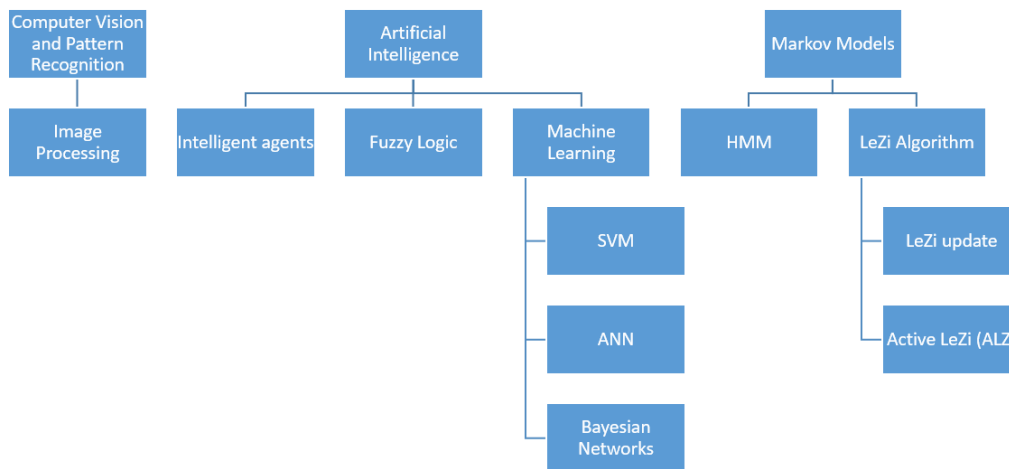 Computer Vision
and Pattern
Recognition
Artificial
Intelligence
Markov Models
Image
Processing
Intelligent agents
Fuzzy Logic
Machine
Learning
HMM
LeZi Algorithm
SVM
LeZi update
ANN
Active LeZi (ALZ
Bayesian
Networks